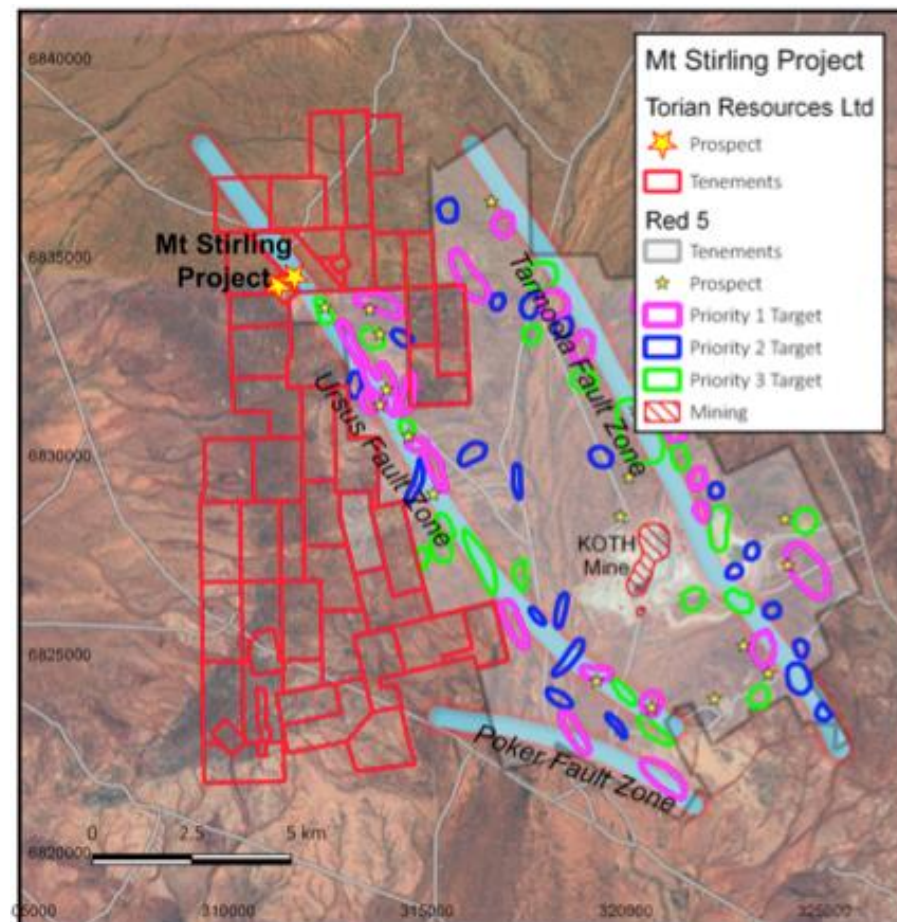 6840000
Mt Stirling Project
Torian Resources Ltd
Prospect
Tenements
Red 5
Tenements
Prospect
Priority 1 Target
Priority 2 Target
Priority 3 Target
Mining
6835000
Mt Stirling
Project
Tarmoola Fault Zone
Ursus Fault Zone
6830000
KOTH
Mine
6825000
Poker Fault Zone
0 2.5 5 km
6820000
05000 310000 315000 320000 325000